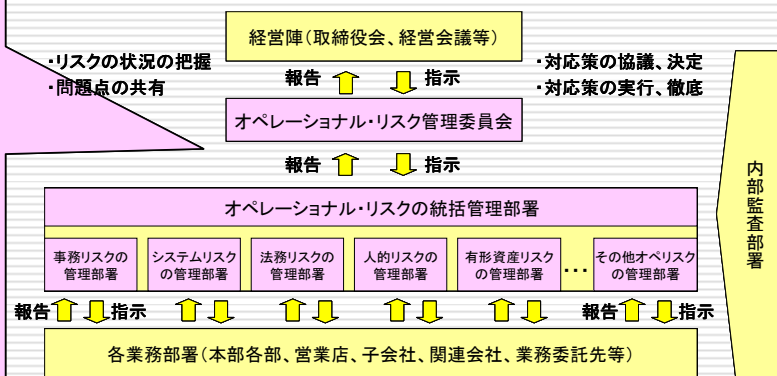 経営陣（取締役会、経営会議等）
・リスクの状況の把握
・問題点の共有
報告
指示
・対応策の協議、決定
・対応策の実行、徹底
オペレーショナル・リスク管理委員会
報告
指示
オペレーショナル・リスクの統括管理部署
事務リスクの
管理部署
システムリスク
の管理部署
法務リスクの
管理部署
人的リスクの
管理部署
有形資産リスク
の管理部署
…
その他オペリスク
の管理部署
報告
指示
報告
指示
各業務部署（本部各部、営業店、子会社、関連会社、業務委託先等）
内部監査部署